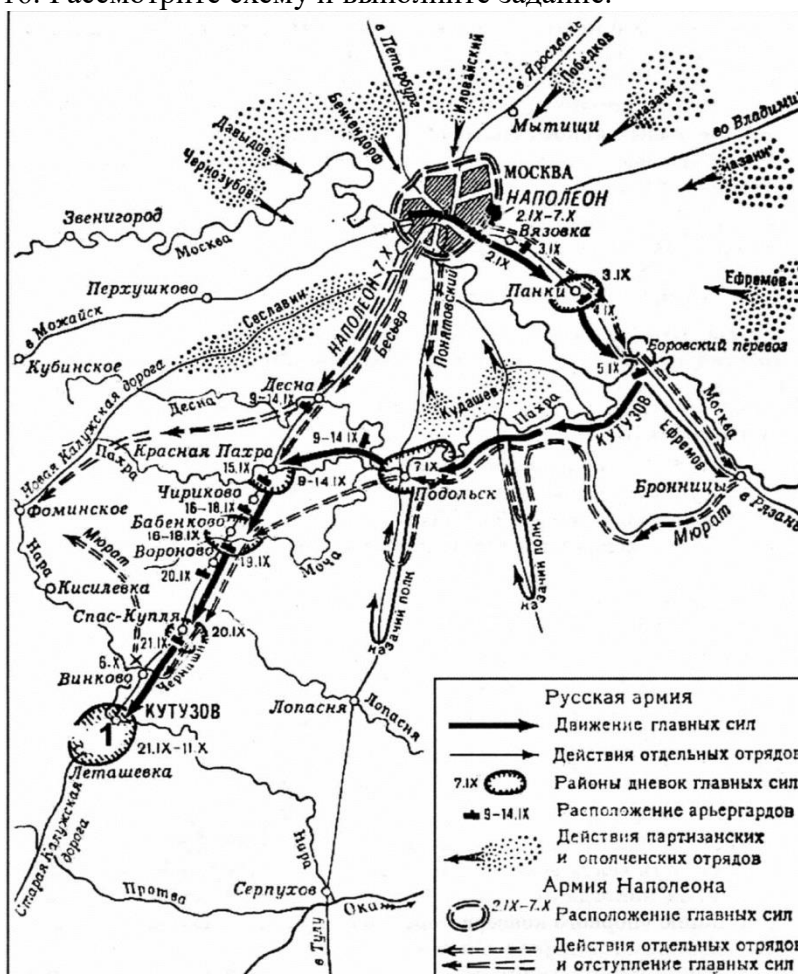 10. Рассмотрите схему и выполните задание.
в Петербург
Иловайский
в Ярославль
Победнов
казаки
во Владимир
Бенкендорф
Давыдов
Чернозубов
Мытищи
казаки
МОСКВА
НАПОЛЕОН
2.IX-7.X
Вязовка
Звенигород
Москва
2.IX
3.IX
Перхушково
в Можайск
Сеславин
НАПОЛЕОН-7.X
Бессьер
Понятовский
Панки
3.IX
4.IX
Ефремов
Кубинское
Боровский перевоз
5.IX
Новая Калужская дорога
Десна
Десна
9-14.IX
Кудашев
Пахра
КУТУЗОВ
Москва
Ефремов
Красная Пахра
9-14.IX
Пахра
15.IX
9-14.IX
7.IX
Подольск
Бронницы
в Рязань
Мюрат
Чириково
16-18.IX
Фоминское
Бабенково
16-18.IX
Вороново
19.IX
Моча
Мюрат
Нара
20.IX
Кисилевка
на
Зачий полк
на
Зачий полк
Спас-Купля
21.IX
20.IX
Чернишня
6.X
Винково
КУТУЗОВ
1
21.IX-11.X
Леташевка
Лопасня
Лопасня
Старая Калужская
дорога
Нара
Протва
Серпухов
Ока
в Тулу
Русская армия
Движение главных сил
Действия отдельных отрядов
7.IX Районы дневок главных сил
9-14.IX Расположение арьергардов
Действия партизанских
и ополченских отрядов
Армия Наполеона
2.IX-7.X Расположение главных сил
Действия отдельных отрядов
и отступление главных сил